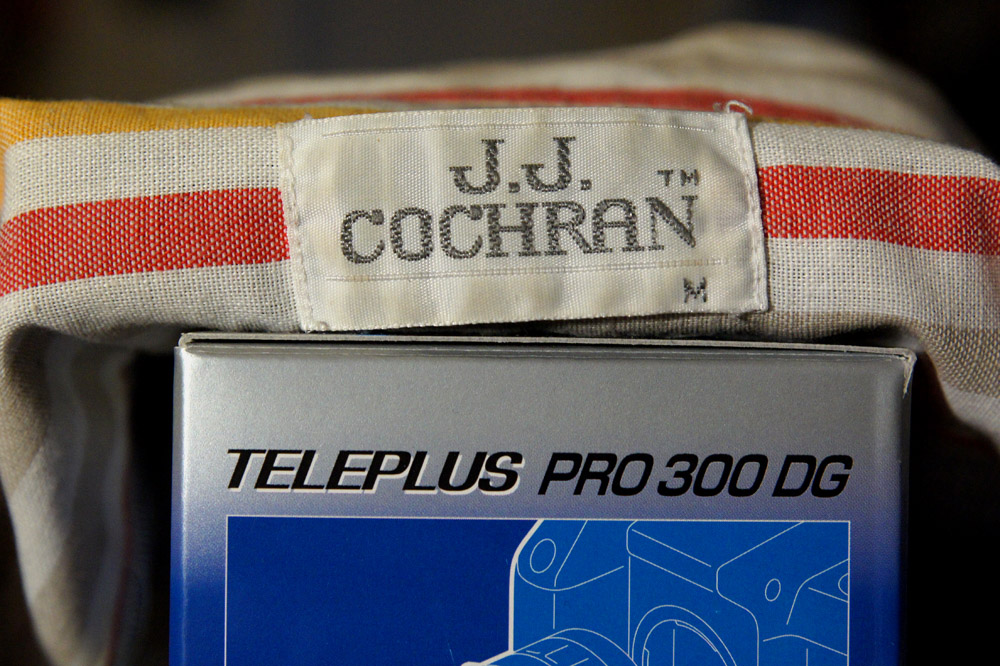 J.J.
COCHRAN™
M
TELEPLUS PRO 300 DG